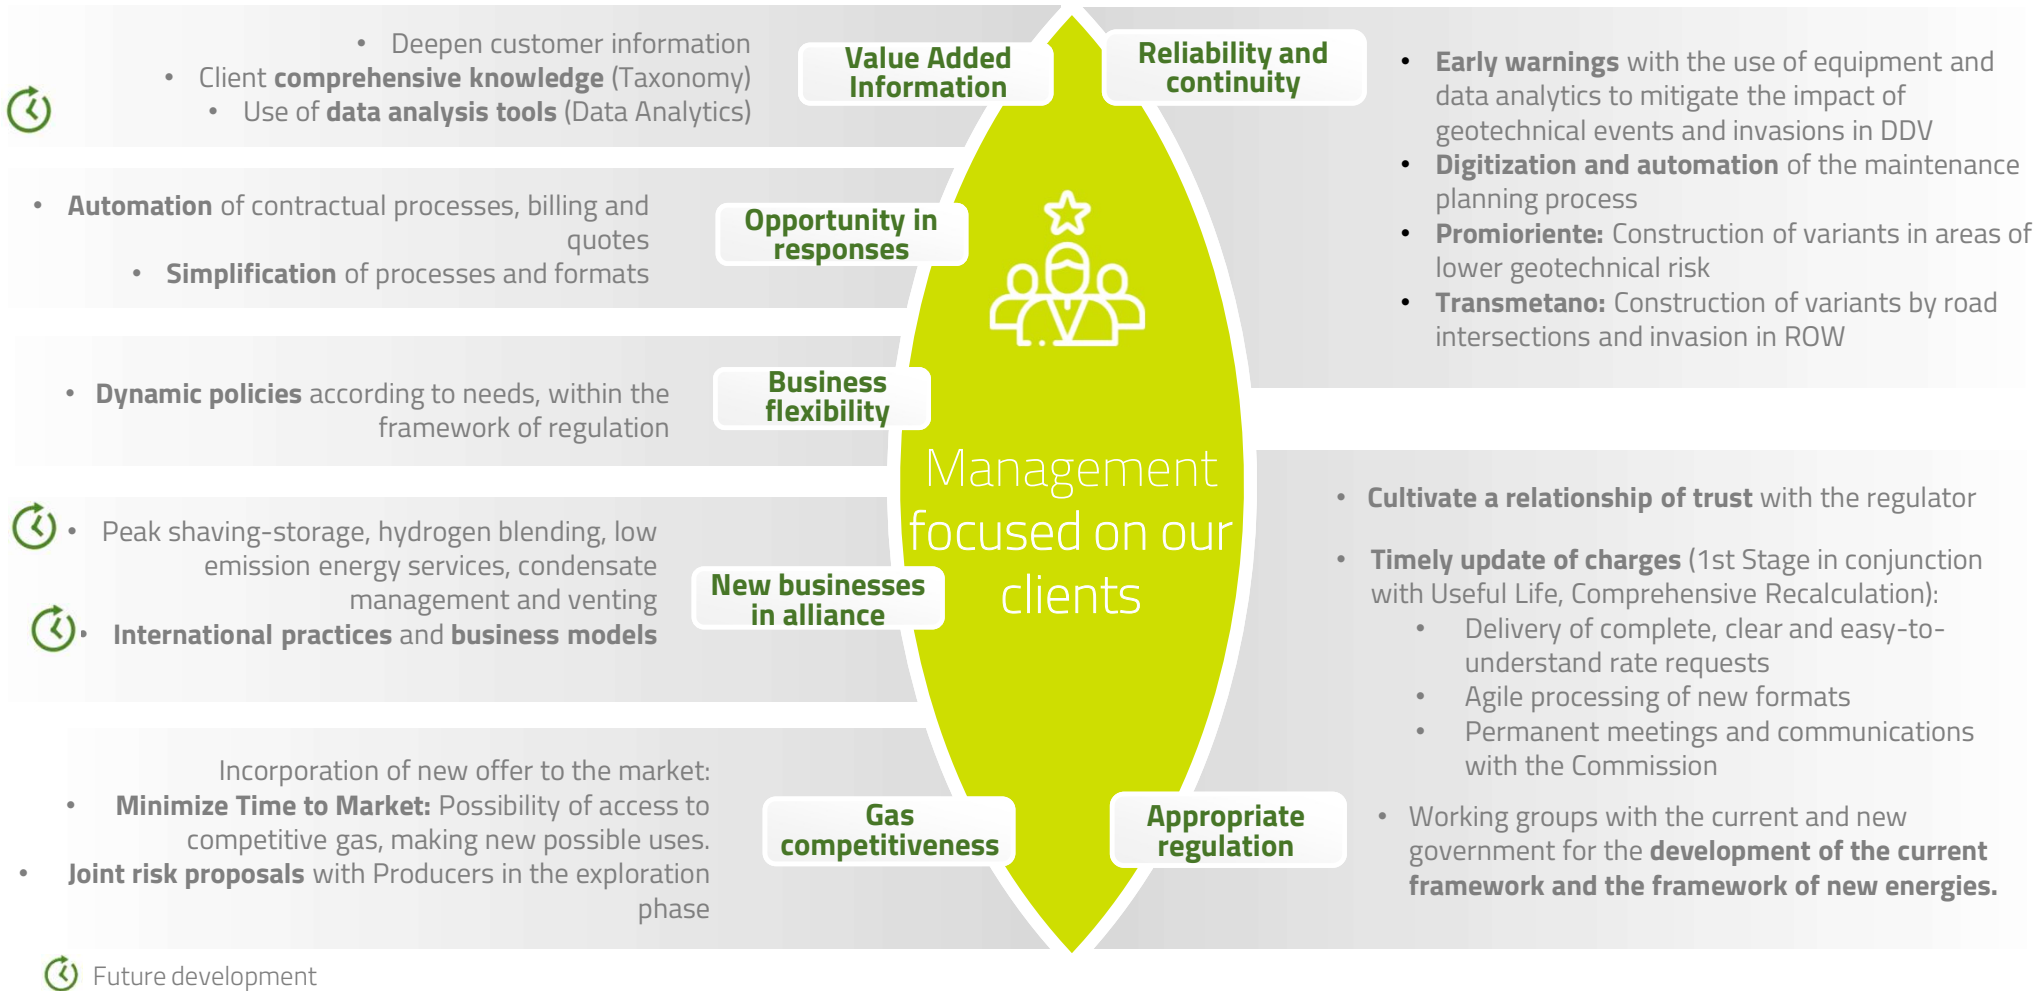 • Deepen customer information
• Client comprehensive knowledge (Taxonomy)
• Use of data analysis tools (Data Analytics)
Value Added
Information
• Automation of contractual processes, billing and
quotes
• Simplification of processes and formats
Opportunity in
responses
• Dynamic policies according to needs, within the
framework of regulation
Business
flexibility
• Peak shaving-storage, hydrogen blending, low
emission energy services, condensate
management and venting
• International practices and business models
New businesses
in alliance
Incorporation of new offer to the market:
• Minimize Time to Market: Possibility of access to
competitive gas, making new possible uses.
• Joint risk proposals with Producers in the exploration
phase
Gas
competitiveness
Management
focused on our
clients
Reliability and
continuity
• Early warnings with the use of equipment and
data analytics to mitigate the impact of
geotechnical events and invasions in DDV
• Digitization and automation of the maintenance
planning process
• Promioriente: Construction of variants in areas of
lower geotechnical risk
• Transmetano: Construction of variants by road
intersections and invasion in ROW
Appropriate
regulation
• Cultivate a relationship of trust with the regulator
• Timely update of charges (1st Stage in conjunction
with Useful Life, Comprehensive Recalculation):
• Delivery of complete, clear and easy-to-
understand rate requests
• Agile processing of new formats
• Permanent meetings and communications
with the Commission
• Working groups with the current and new
government for the development of the current
framework and the framework of new energies.
Future development